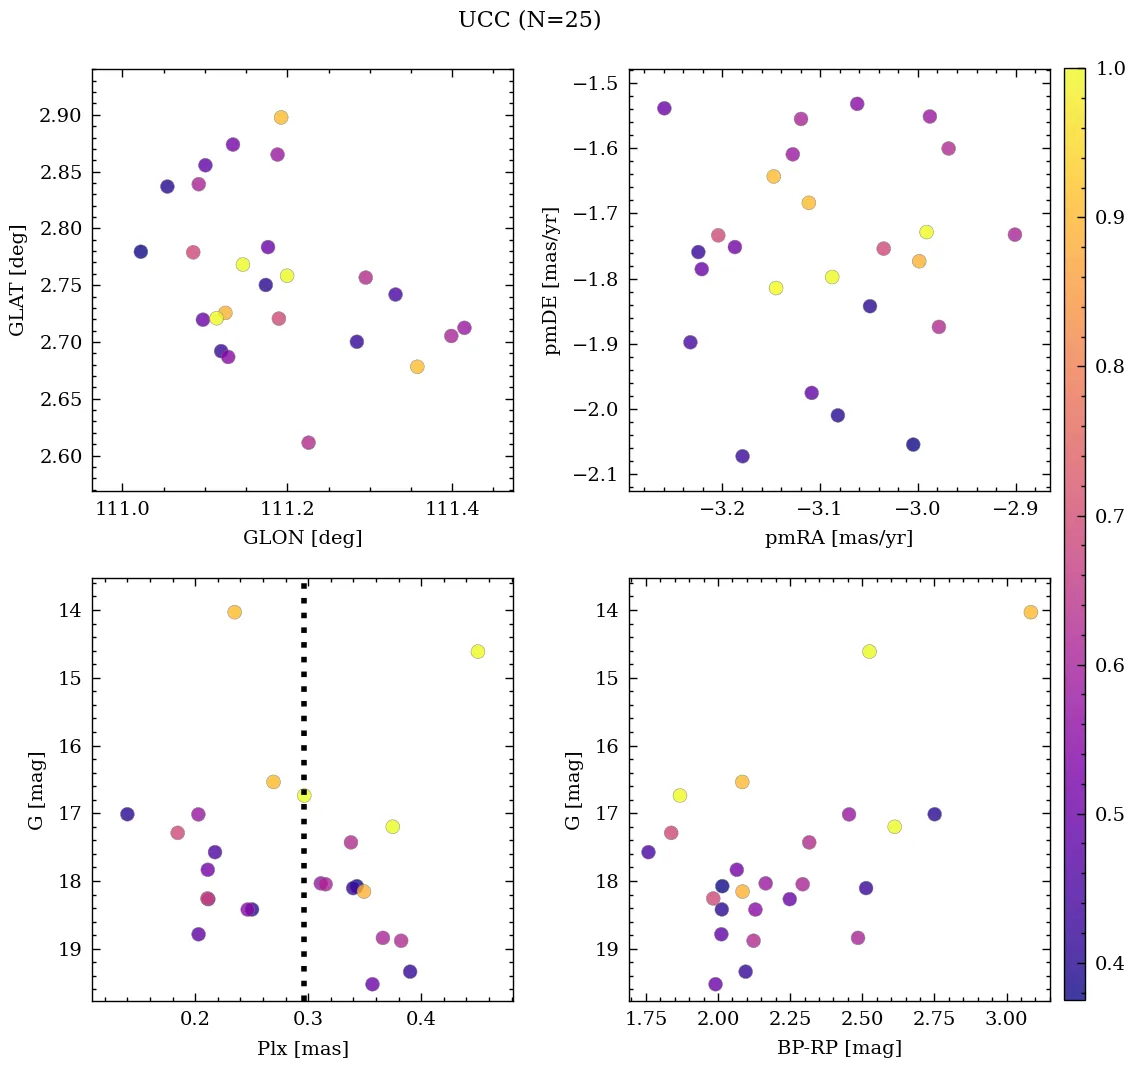 UCC (N=25)
2.90
2.85
2.80
2.75
2.70
2.65
2.60
GLAT [deg]
111.0 111.2 111.4
GLON [deg]
−1.5
−1.6
−1.7
−1.8
−1.9
−2.0
−2.1
pmDE [mas/yr]
−3.2 −3.1 −3.0 −2.9
pmRA [mas/yr]
14
15
16
17
18
19
G [mag]
0.2 0.3 0.4
Plx [mas]
14
15
16
17
18
19
G [mag]
1.75 2.00 2.25 2.50 2.75 3.00
BP-RP [mag]
1.0
0.9
0.8
0.7
0.6
0.5
0.4